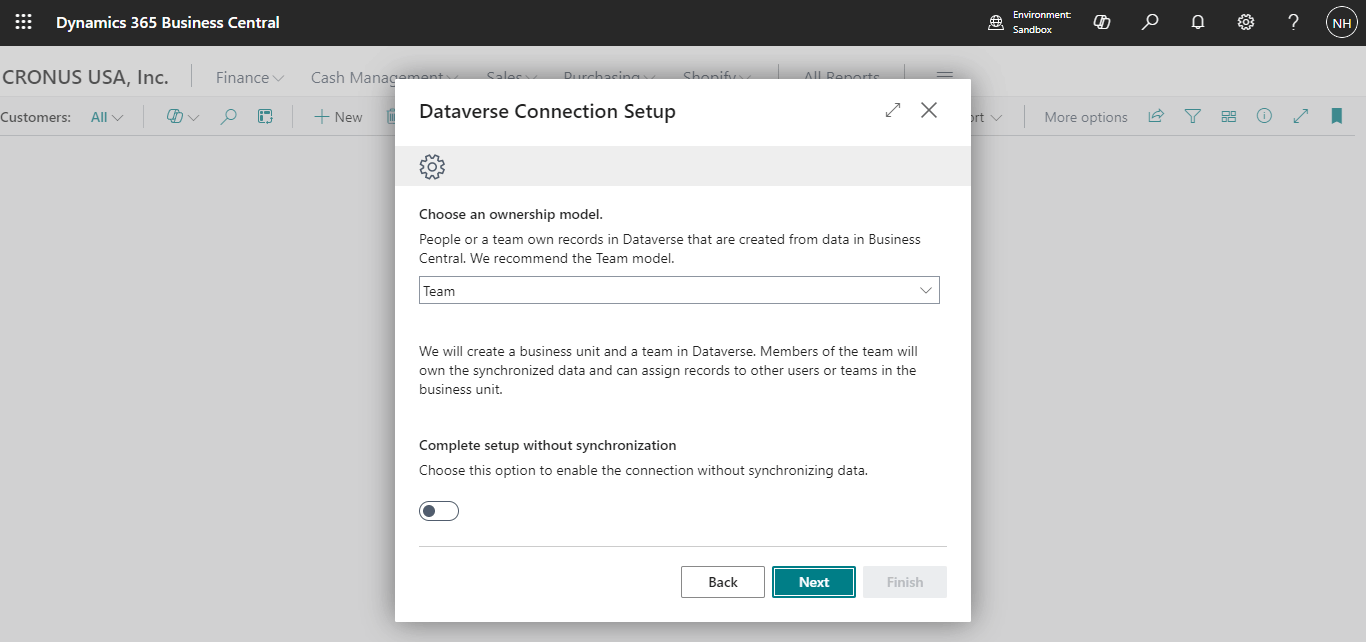 Dynamics 365 Business Central
Environment:
Sandbox
NH
CRONUS USA, Inc.
Finance
Cash Management
Sales
Purchasing
Shopify
All Reports
Customers:
All
New
More options
Dataverse Connection Setup
Choose an ownership model.
People or a team own records in Dataverse that are created from data in Business
Central. We recommend the Team model.
Team
We will create a business unit and a team in Dataverse. Members of the team will
own the synchronized data and can assign records to other users or teams in the
business unit.
Complete setup without synchronization
Choose this option to enable the connection without synchronizing data.
Back
Next
Finish